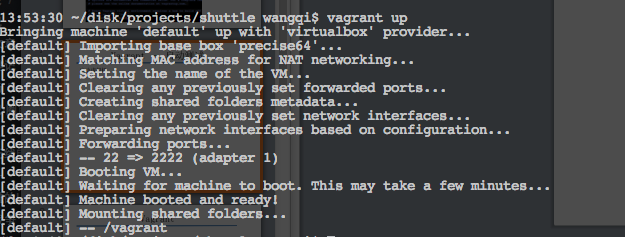 13:53:30 ~/disk/projects/shuttle wangqi$ vagrant up
Bringing machine 'default' up with 'virtualbox' provider...
[default] Importing base box 'precise64'...
[default] Matching MAC address for NAT networking...
[default] Setting the name of the VM...
[default] Clearing any previously set forwarded ports...
[default] Creating shared folders metadata...
[default] Clearing any previously set network interfaces...
[default] Preparing network interfaces based on configuration...
[default] Forwarding ports...
[default] -- 22 => 2222 (adapter 1)
[default] Booting VM...
[default] Waiting for machine to boot. This may take a few minutes...
[default] Machine booted and ready!
[default] Mounting shared folders...
[default] -- /vagrant